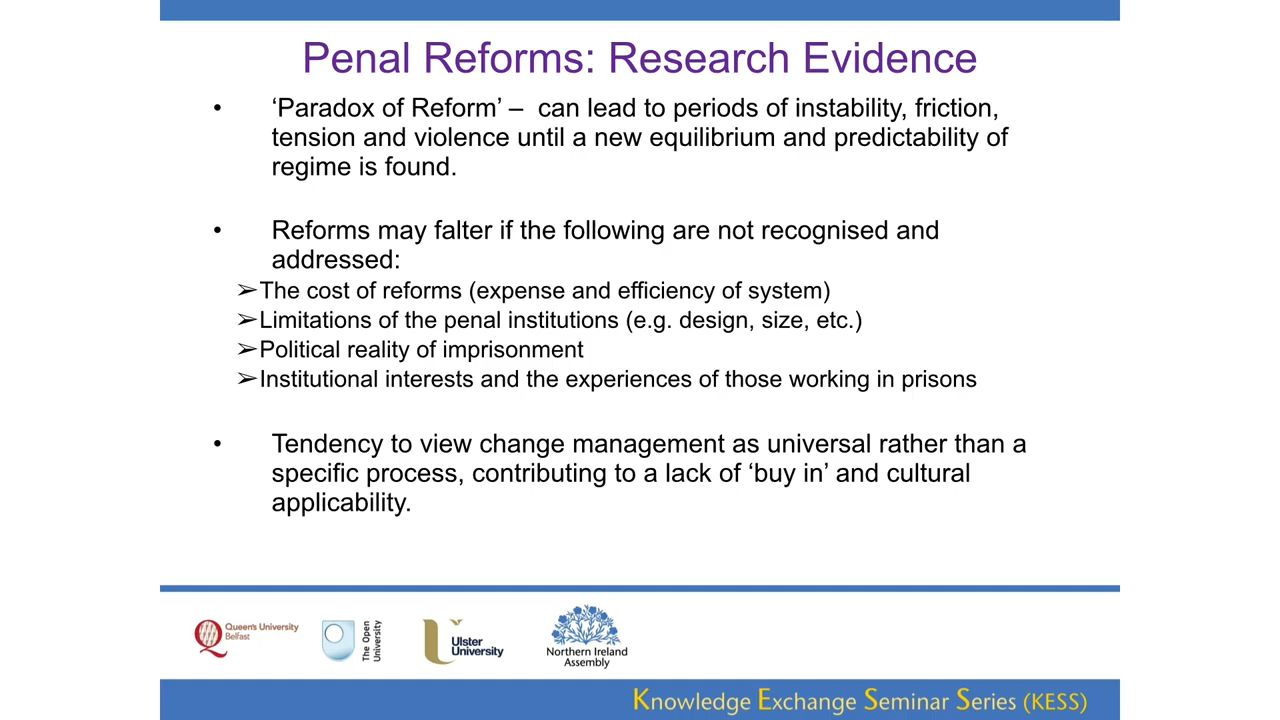 Penal Reforms: Research Evidence
• ‘Paradox of Reform’ – can lead to periods of instability, friction,
tension and violence until a new equilibrium and predictability of
regime is found.
• Reforms may falter if the following are not recognised and
addressed:
➢The cost of reforms (expense and efficiency of system)
➢Limitations of the penal institutions (e.g. design, size, etc.)
➢Political reality of imprisonment
➢Institutional interests and the experiences of those working in prisons
• Tendency to view change management as universal rather than a
specific process, contributing to a lack of ‘buy in’ and cultural
applicability.
Queen's University
Belfast
The Open
University
Ulster
University
Northern Ireland
Assembly
Knowledge Exchange Seminar Series (KESS)